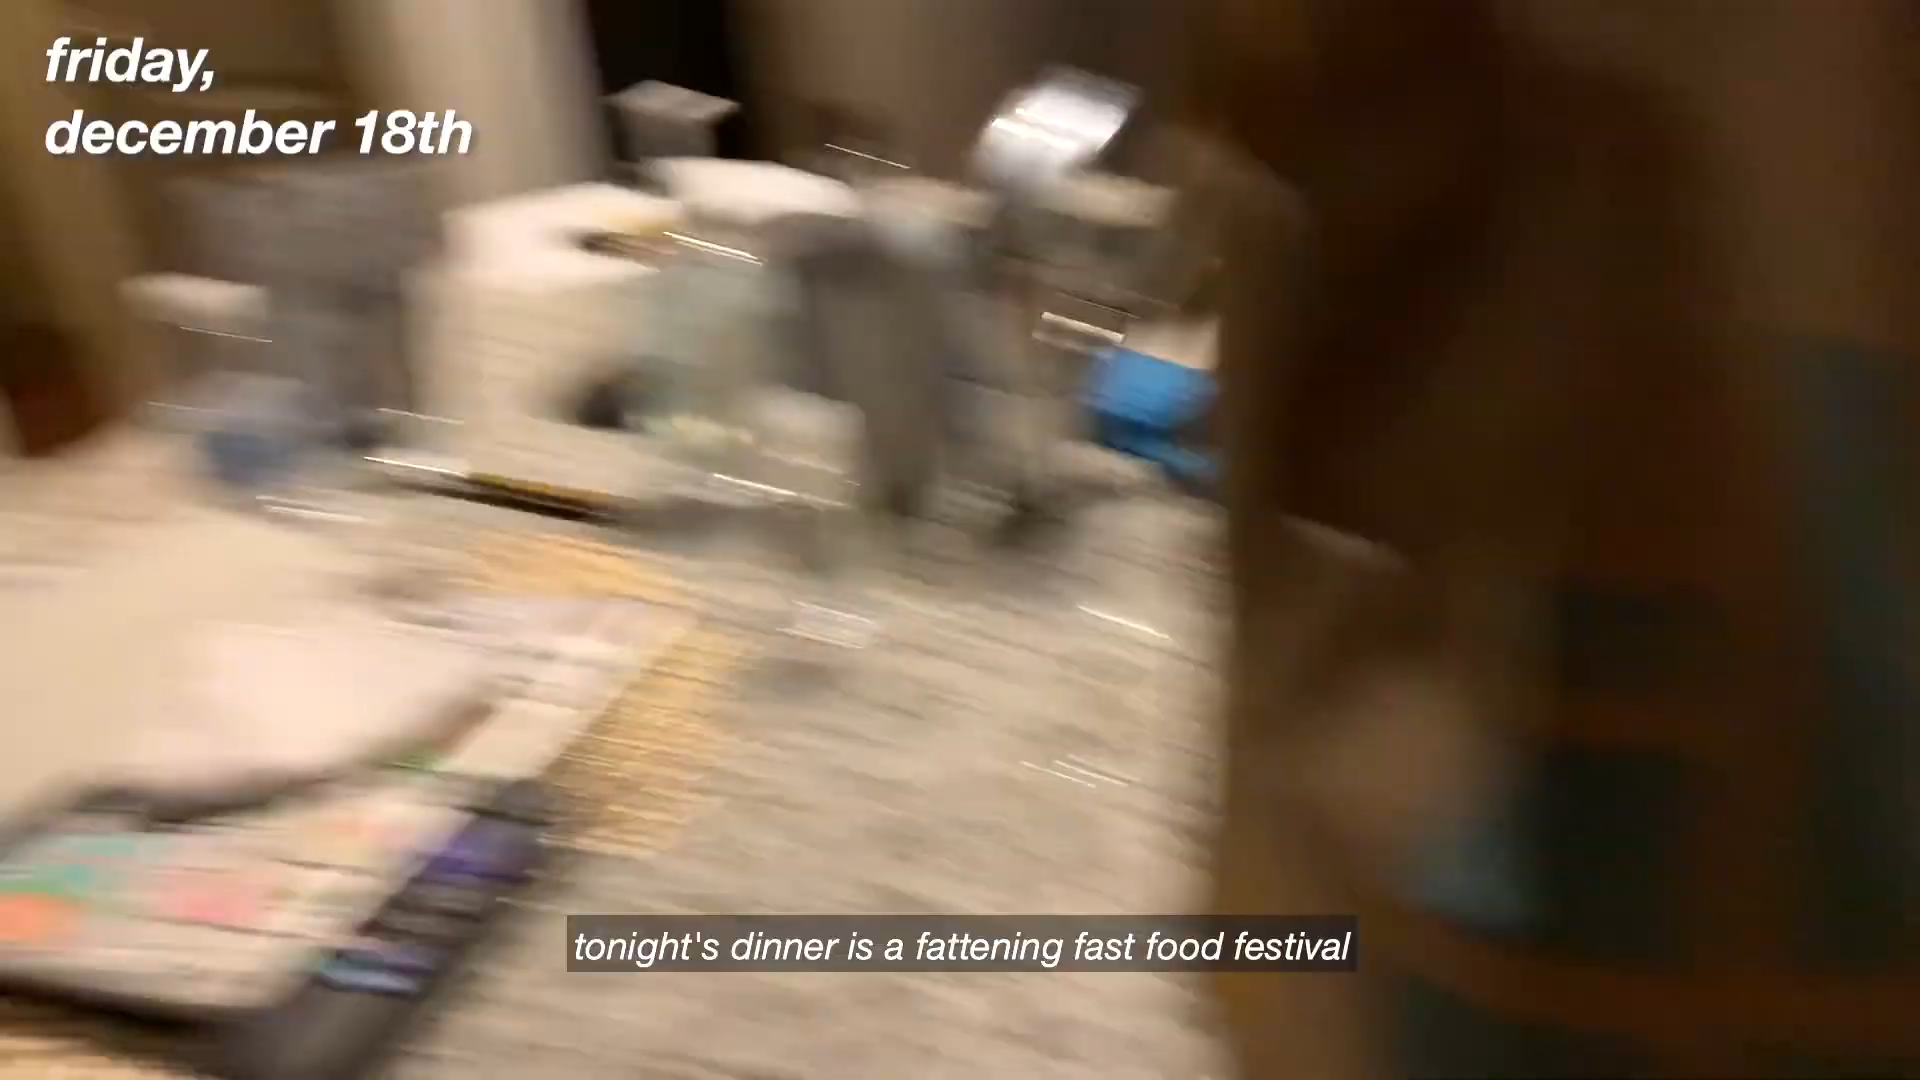 friday,
december 18th
tonight's dinner is a fattening fast food festival